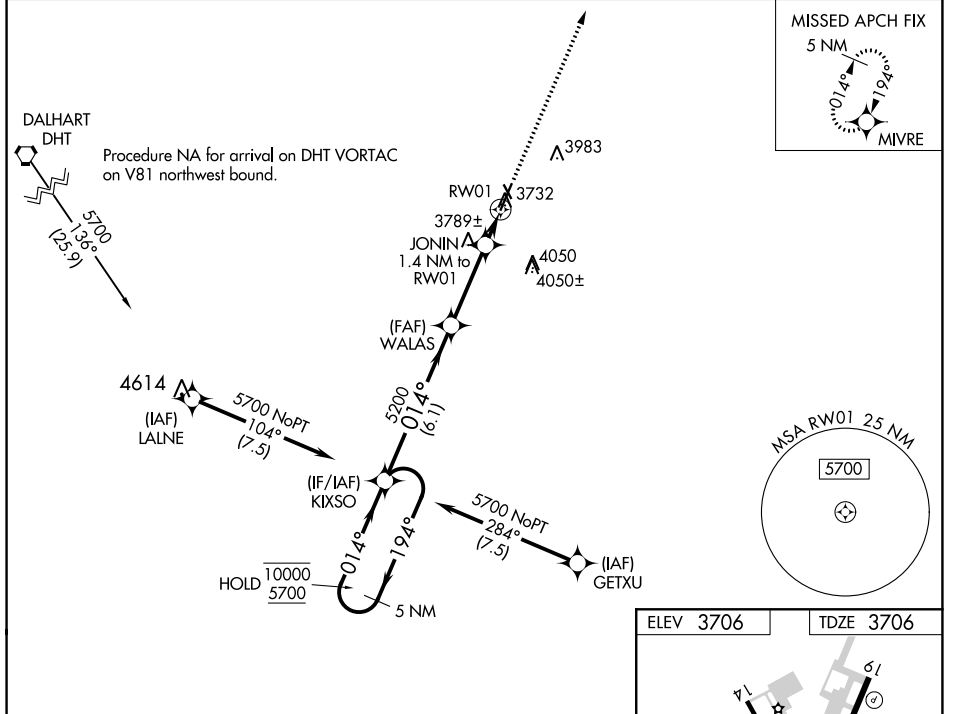 MISSED APCH FIX
5 NM
014°
194°
MIVRE
DALHART
DHT
Procedure NA for arrival on DHT VORTAC
on V81 northwest bound.
5700
136°
(25.9)
3983
RW01
3732
3789±
JONIN
1.4 NM to
RW01
4050
4050±
(FAF)
WALAS
5200
014°
(6.1)
4614
(IAF)
LALNE
5700 NoPT
104°
(7.5)
(IF/IAF)
KIXSO
5700 NoPT
284°
(7.5)
(IAF)
GETXU
014°
194°
HOLD
10000
5700
5 NM
MSA RW01 25 NM
5700
ELEV 3706
TDZE 3706
14
19
P